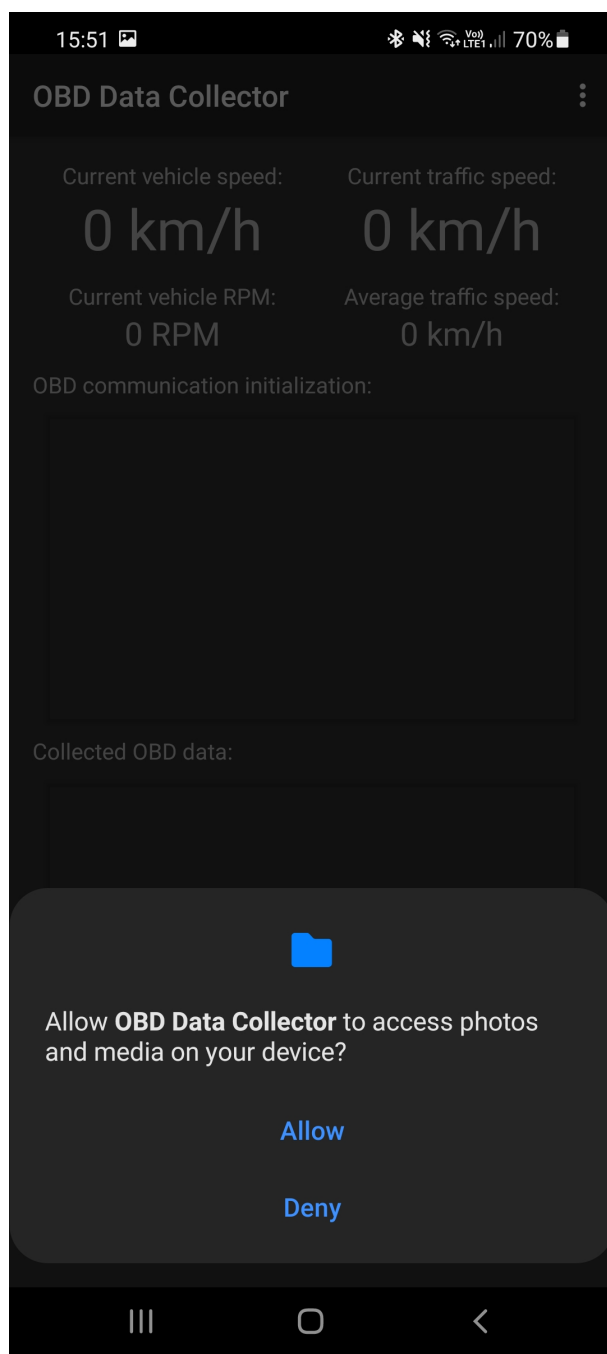 15:51 Vo)) LTE1 70%
OBD Data Collector
Current vehicle speed: Current traffic speed:
0 km/h 0 km/h
Current vehicle RPM: Average traffic speed:
0 RPM 0 km/h
OBD communication initialization:
Collected OBD data:
Allow OBD Data Collector to access photos
and media on your device?
Allow
Deny